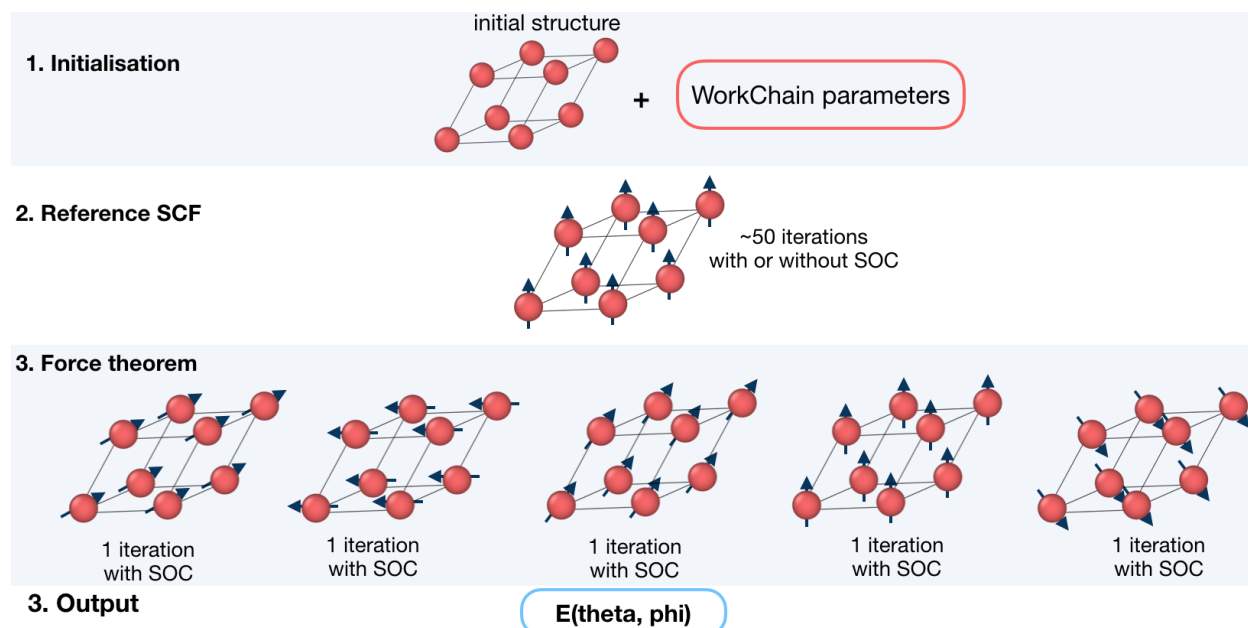 initial structure
1. Initialisation
+
WorkChain parameters
2. Reference SCF
~50 iterations
with or without SOC
3. Force theorem
1 iteration
with SOC
1 iteration
with SOC
1 iteration
with SOC
1 iteration
with SOC
1 iteration
with SOC
3. Output
E(theta, phi)